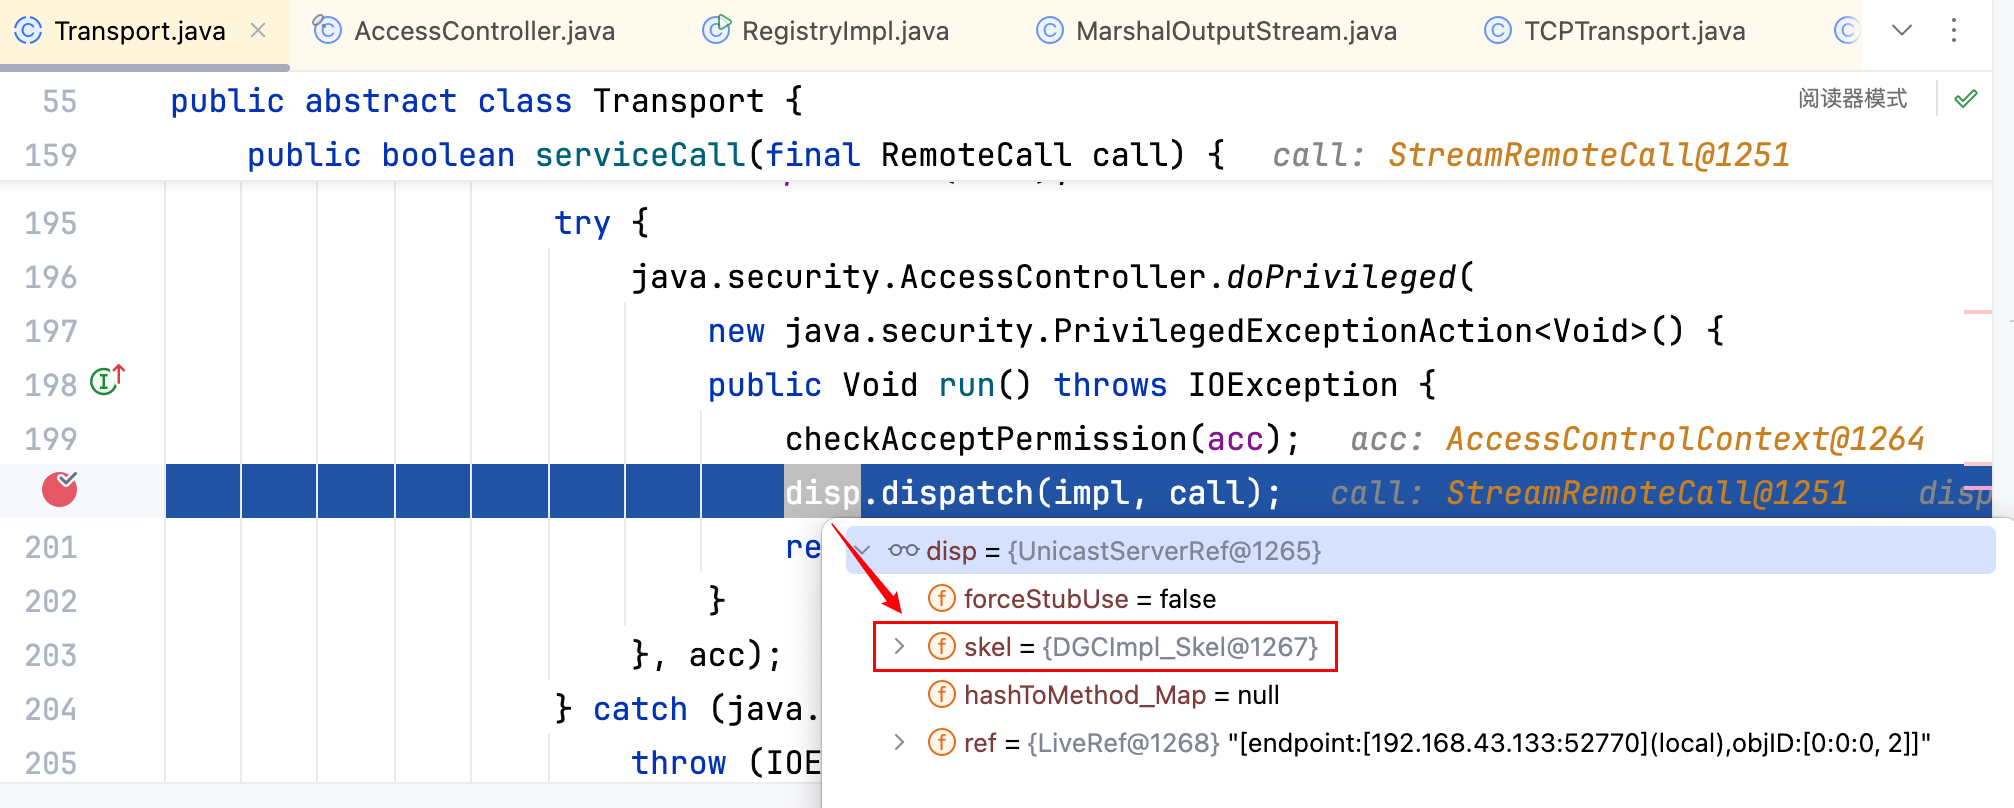 Transport.java AccessController.java RegistryImpl.java MarshalOutputStream.java TCPTransport.java
55 public abstract class Transport { 阅读器模式
159 public boolean serviceCall(final RemoteCall call) { call: StreamRemoteCall@1251
195 try {
196 java.security.AccessController.doPrivileged(
197 new java.security.PrivilegedExceptionAction<Void>() {
198 public Void run() throws IOException {
199 checkAcceptPermission(acc); acc: AccessControlContext@1264
disp.dispatch(impl, call); call: StreamRemoteCall@1251 disp
201 re
disp = {UnicastServerRef@1265}
forceStubUse = false
202 }
skel = {DGCImpl_Skel@1267}
203 }, acc);
hashToMethod_Map = null
204 } catch (java.
ref = {LiveRef@1268} "[endpoint:[192.168.43.133:52770](local),objID:[0:0:0, 2]]"
205 throw (IOE